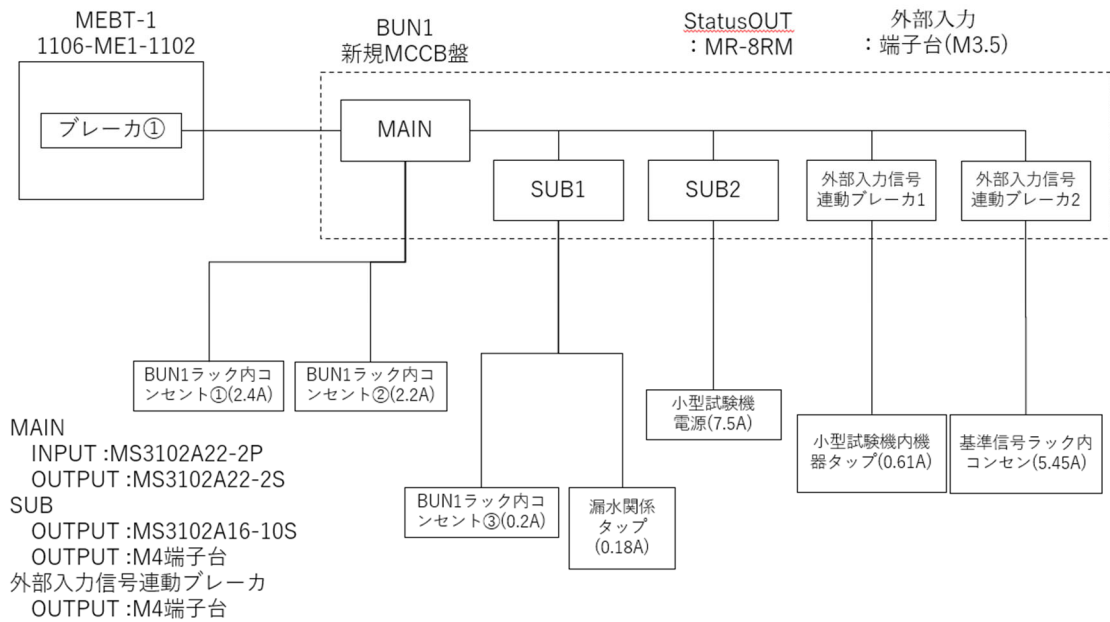 MEBT-1
1106-ME1-1102
ブレーカ①
BUN1
新規MCCB盤
StatusOUT
：MR-8RM
外部入力
：端子台(M3.5)
MAIN
SUB1
SUB2
外部入力信号
連動ブレーカ1
外部入力信号
連動ブレーカ2
BUN1ラック内コ
ンセント①(2.4A)
BUN1ラック内コ
ンセント②(2.2A)
小型試験機
電源(7.5A)
小型試験機内機
器タップ(0.61A)
基準信号ラック内
コンセン(5.45A)
BUN1ラック内コ
ンセント③(0.2A)
漏水関係
タップ
(0.18A)
MAIN
INPUT :MS3102A22-2P
OUTPUT :MS3102A22-2S
SUB
OUTPUT :MS3102A16-10S
OUTPUT :M4端子台
外部入力信号連動ブレーカ
OUTPUT :M4端子台